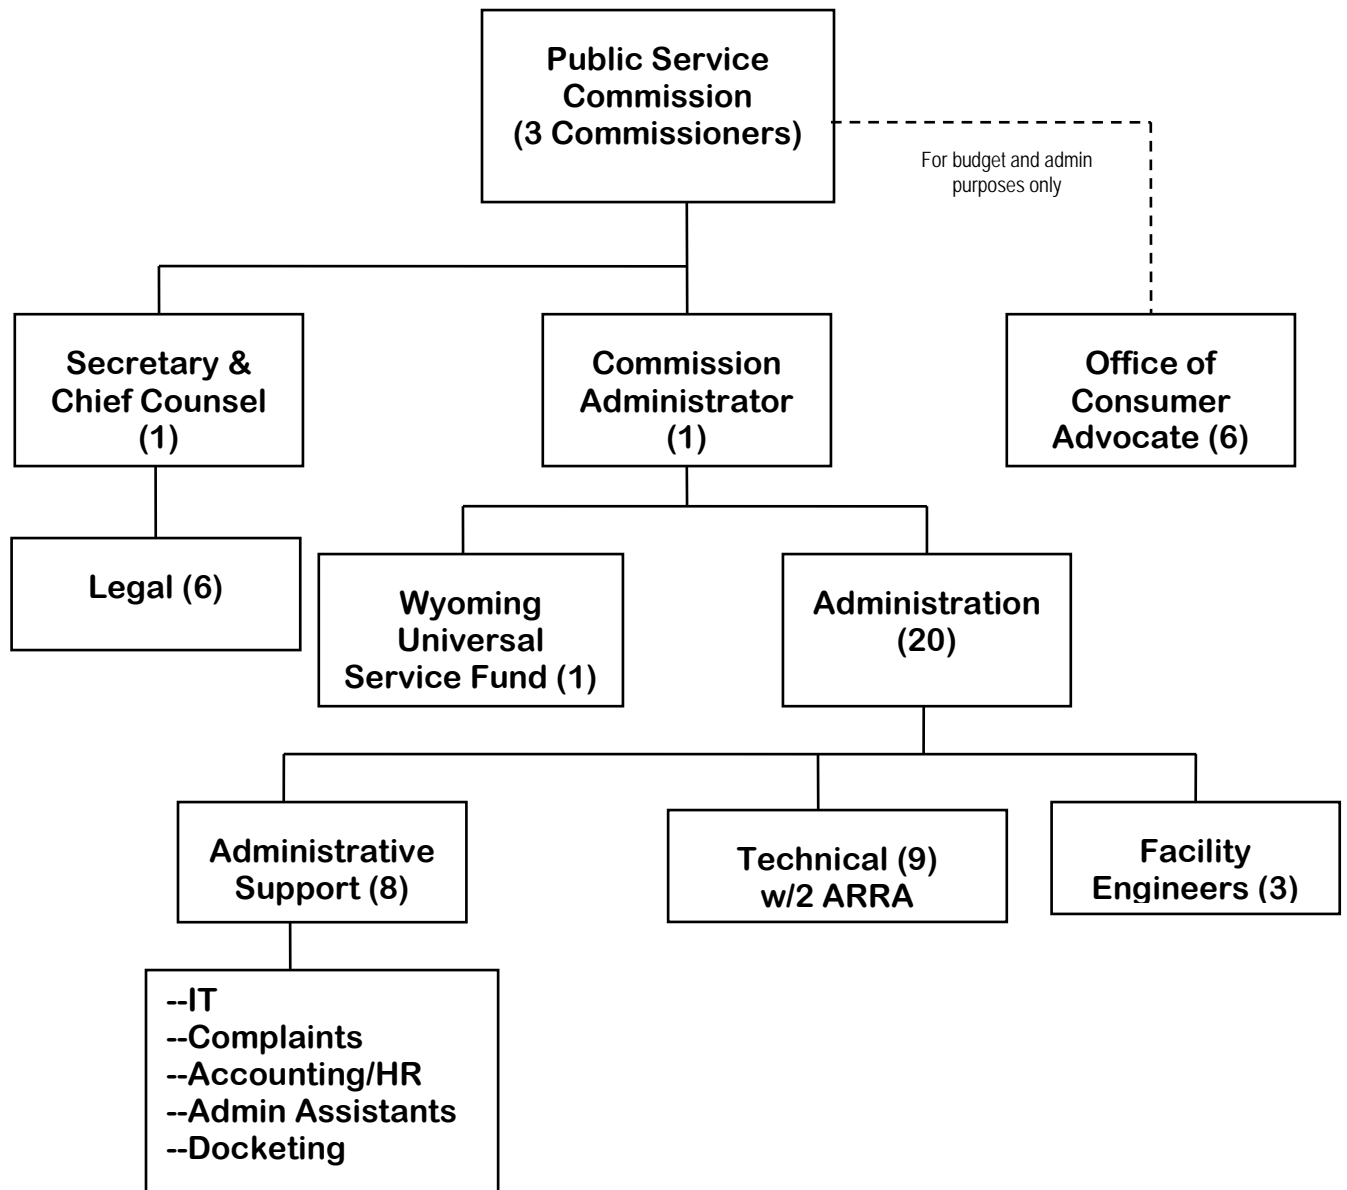 Public Service
Commission
(3 Commissioners)
For budget and admin
purposes only
Secretary &
Chief Counsel
(1)
Commission
Administrator
(1)
Office of
Consumer
Advocate (6)
Legal (6)
Wyoming
Universal
Service Fund (1)
Administration
(20)
Administrative
Support (8)
Technical (9)
w/2 ARRA
Facility
Engineers (3)
--IT
--Complaints
--Accounting/HR
--Admin Assistants
--Docketing